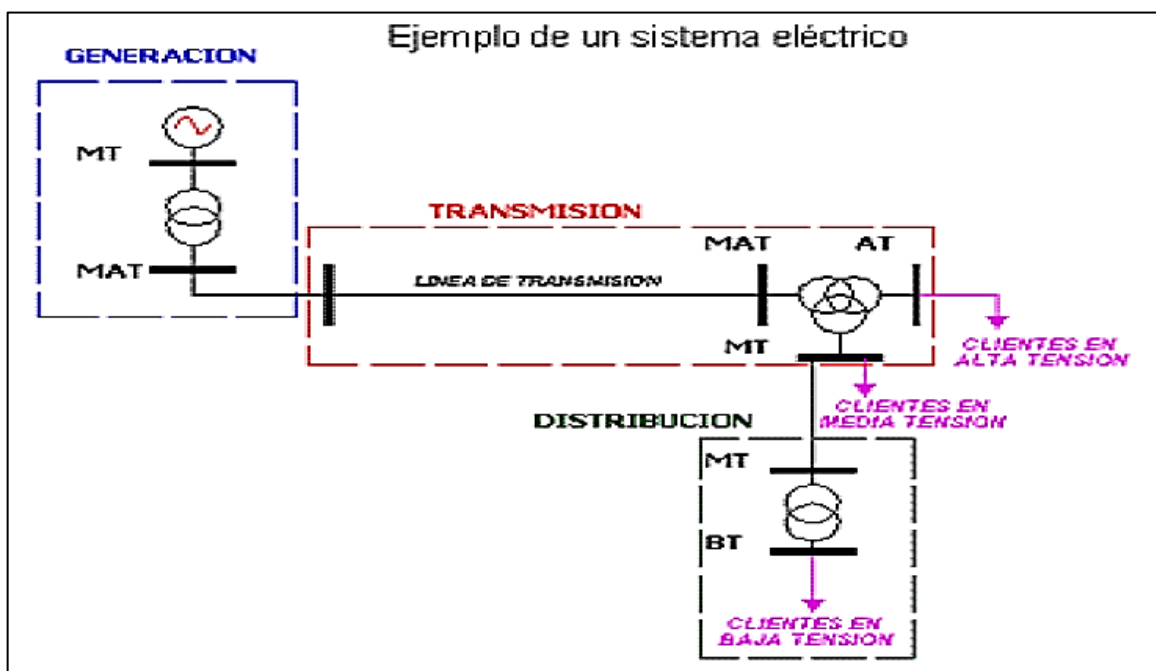 Ejemplo de un sistema eléctrico
GENERACION
MT
MAT
TRANSMISION
MAT
AT
LINEA DE TRANSMISION
MT
CLIENTES EN
ALTA TENSION
CLIENTES EN
MEDIA TENSION
DISTRIBUCION
MT
BT
CLIENTES EN
BAJA TENSION